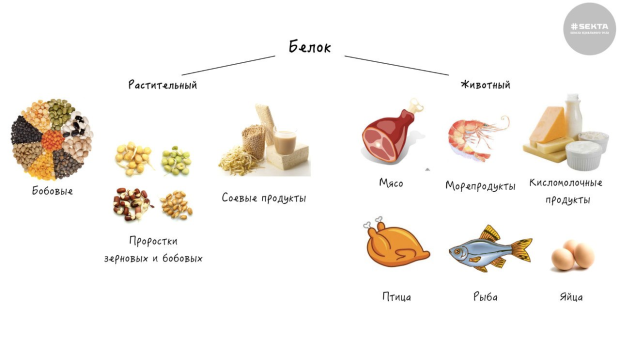 #SEKTA
Белок
Растительный
Животный
Бобовые
Проростки
зерновых и бобовых
Соевые продукты
Мясо
Морепродукты
Кисломолочные
продукты
Птица
Рыба
Яйца